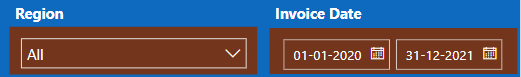 Region
Invoice Date
All
01-01-2020
31-12-2021